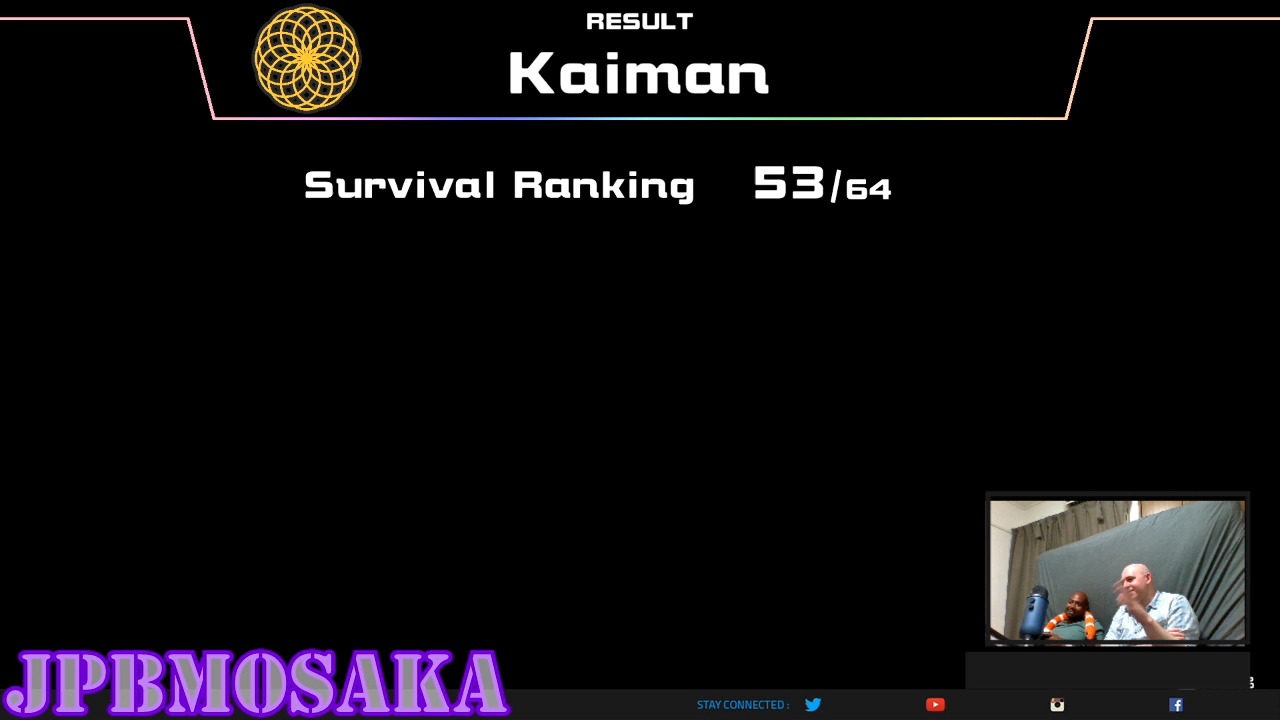 RESULT
Kaiman
Survival Ranking 53/64
JPBMOSAKA
STAY CONNECTED :